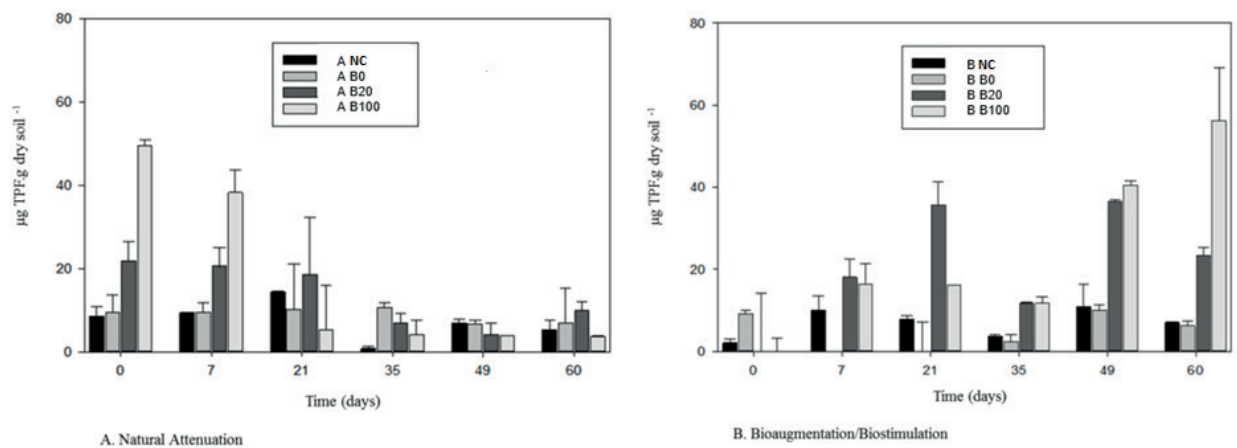 80
60
40
20
0
µg TPF.g dry soil -1
A NC
A B0
A B20
A B100
0 7 21 35 49 60
Time (days)
A. Natural Attenuation
80
60
40
20
0
µg TPF.g dry soil -1
B NC
B B0
B B20
B B100
0 7 21 35 49 60
Time (days)
B. Bioaugmentation/Biostimulation